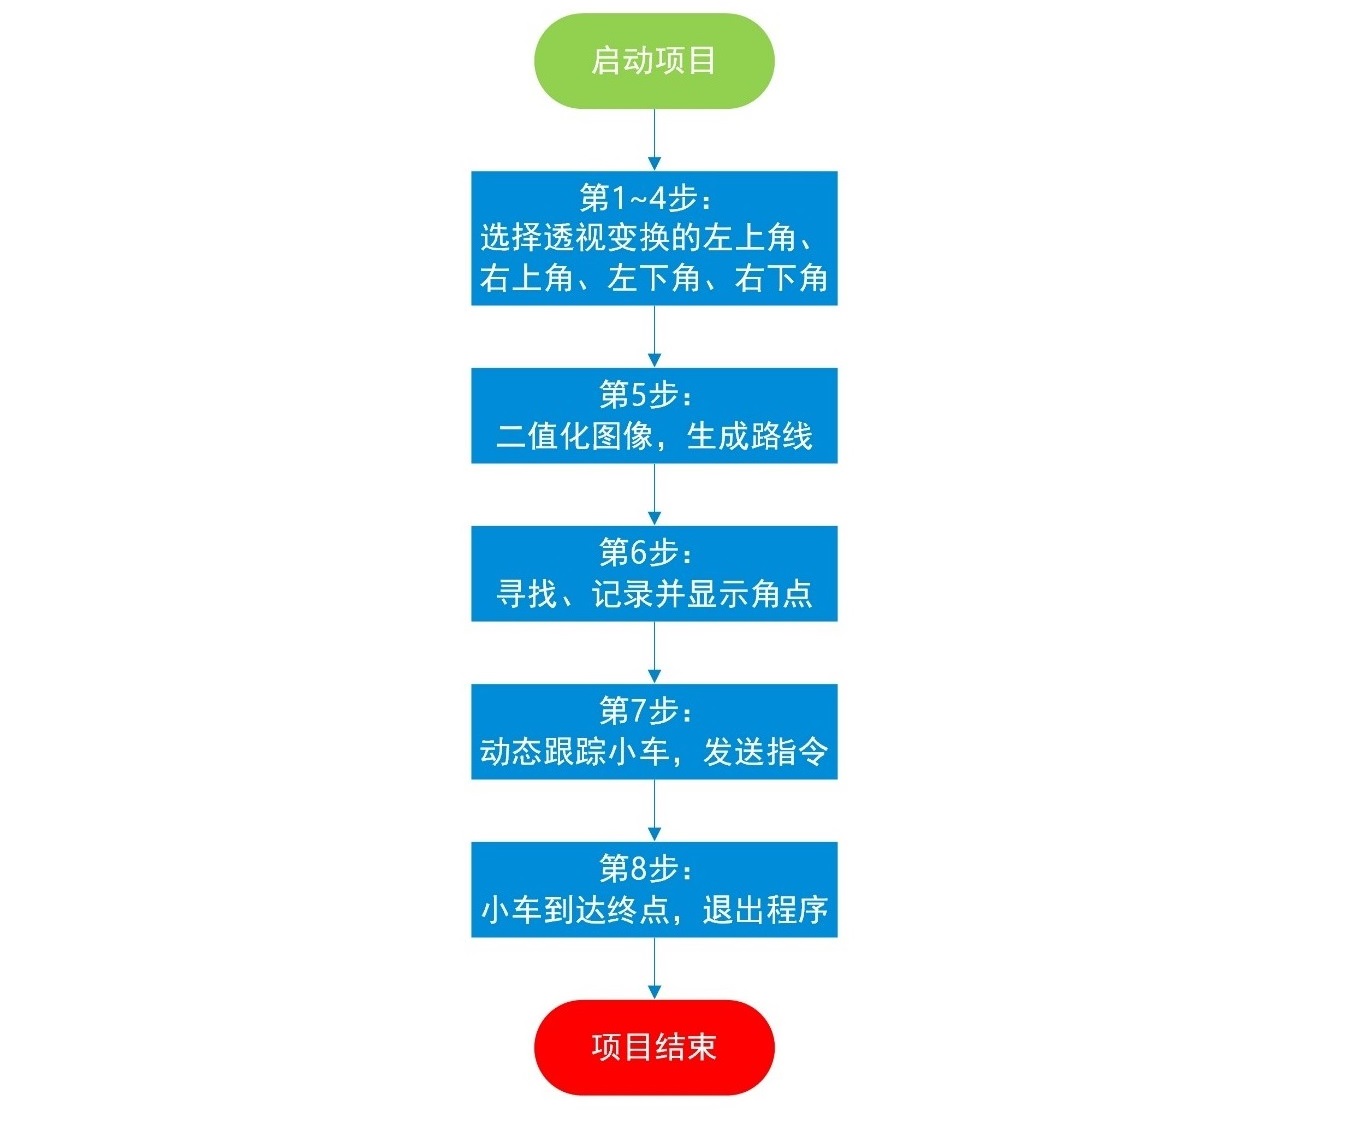 启动项目
第1~4步：
选择透视变换的左上角、
右上角、左下角、右下角
第5步：
二值化图像，生成路线
第6步：
寻找、记录并显示角点
第7步：
动态跟踪小车，发送指令
第8步：
小车到达终点，退出程序
项目结束